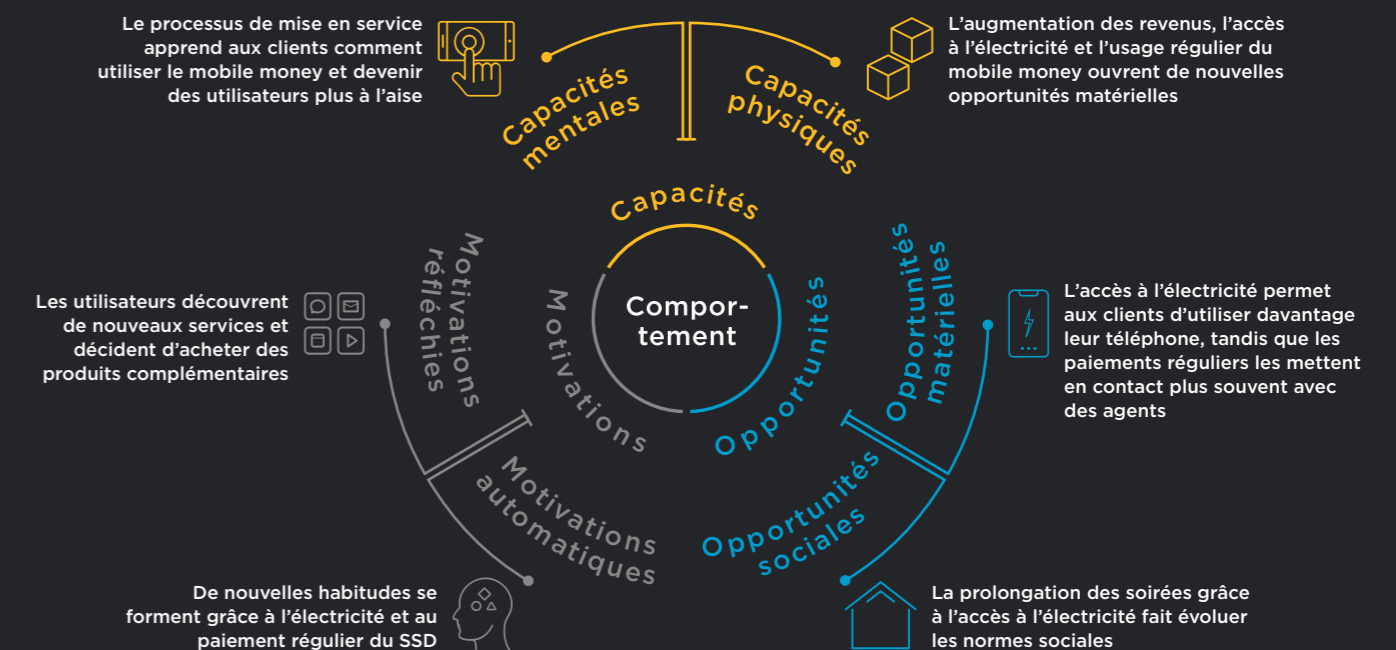 Le processus de mise en service
apprend aux clients comment
utiliser le mobile money et devenir
des utilisateurs plus à l'aise
Capacités
mentales
Capacités
physiques
L'augmentation des revenus, l'accès
à l'électricité et l'usage régulier du
mobile money ouvrent de nouvelles
opportunités matérielles
Capacités
Compor-
tement
Motivations
Opportunités
Motivations
réfléchies
Opportunités
matérielles
Les utilisateurs découvrent
de nouveaux services et
décident d'acheter des
produits complémentaires
L'accès à l'électricité permet
aux clients d'utiliser davantage
leur téléphone, tandis que les
paiements réguliers les mettent
en contact plus souvent avec
des agents
Motivations
automatiques
Opportunités
sociales
De nouvelles habitudes se
forment grâce à l'électricité et au
paiement régulier du SSD
La prolongation des soirées grâce
à l'accès à l'électricité fait évoluer
les normes sociales